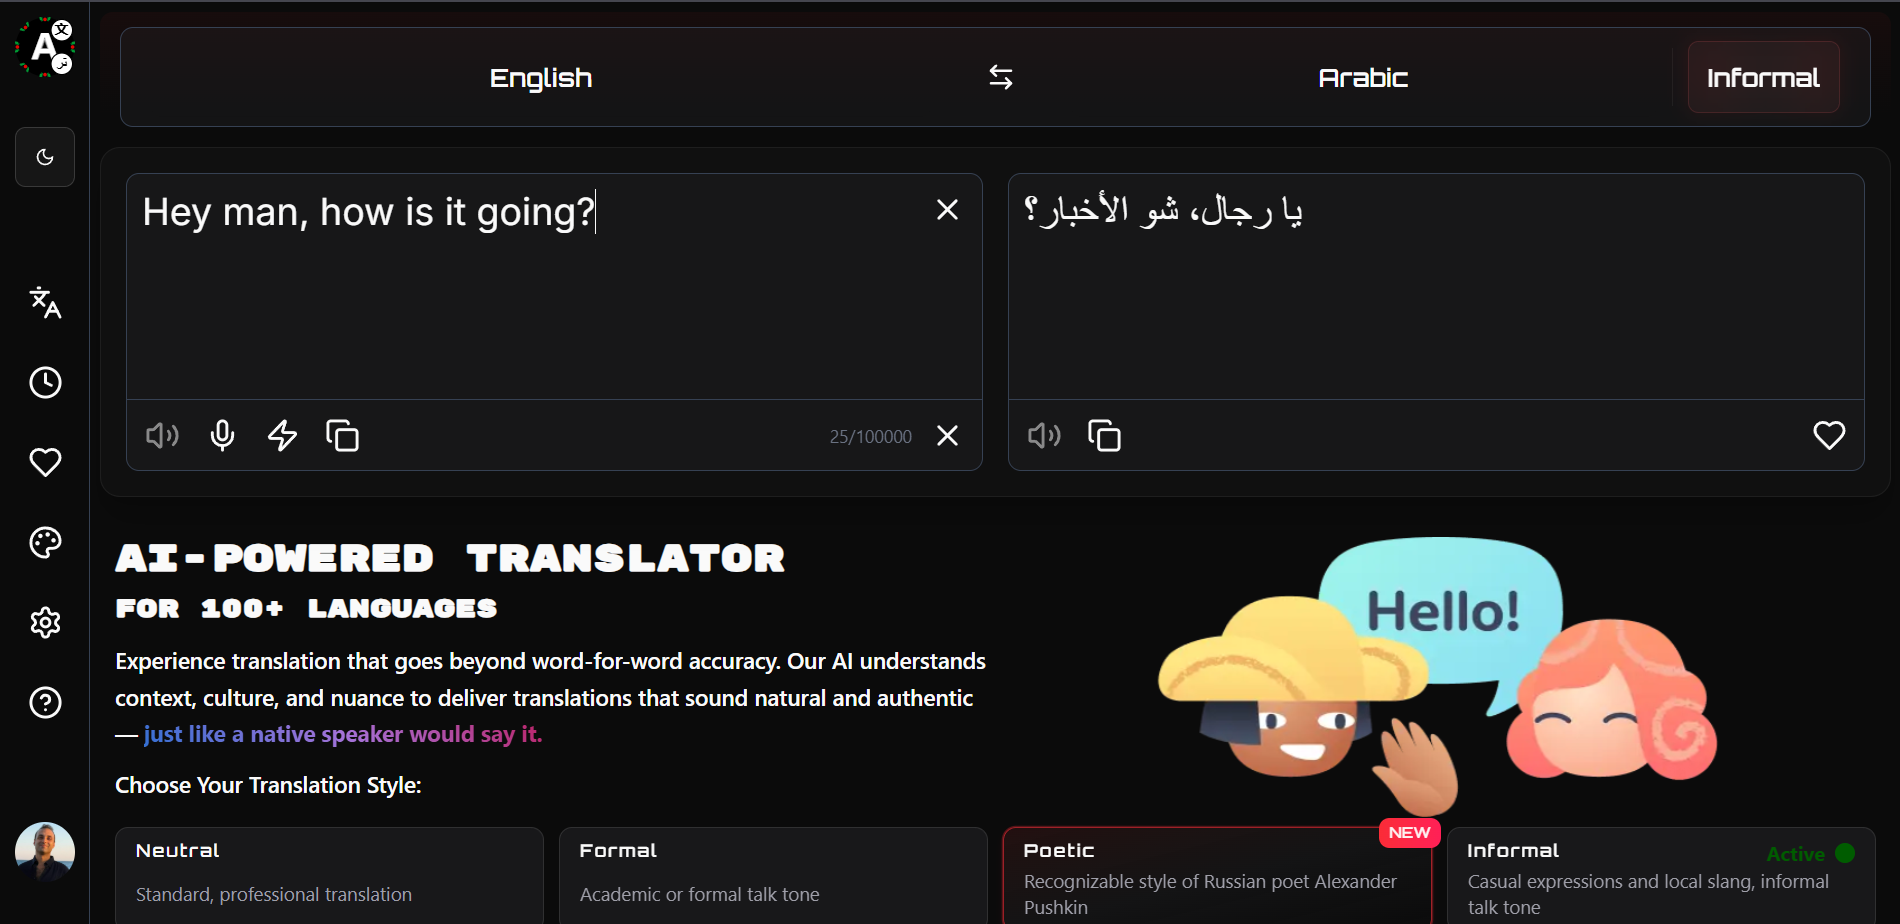 A文تر
English
Arabic
Informal
Hey man, how is it going?
يا رجال، شو الأخبار؟
25/100000
AI-POWERED TRANSLATOR
FOR 100+ LANGUAGES
Experience translation that goes beyond word-for-word accuracy. Our AI understands
context, culture, and nuance to deliver translations that sound natural and authentic
— just like a native speaker would say it.
Hello!
Choose Your Translation Style:
Neutral
Standard, professional translation
Formal
Academic or formal talk tone
NEW
Poetic
Recognizable style of Russian poet Alexander
Pushkin
Informal
Active
Casual expressions and local slang, informal
talk tone